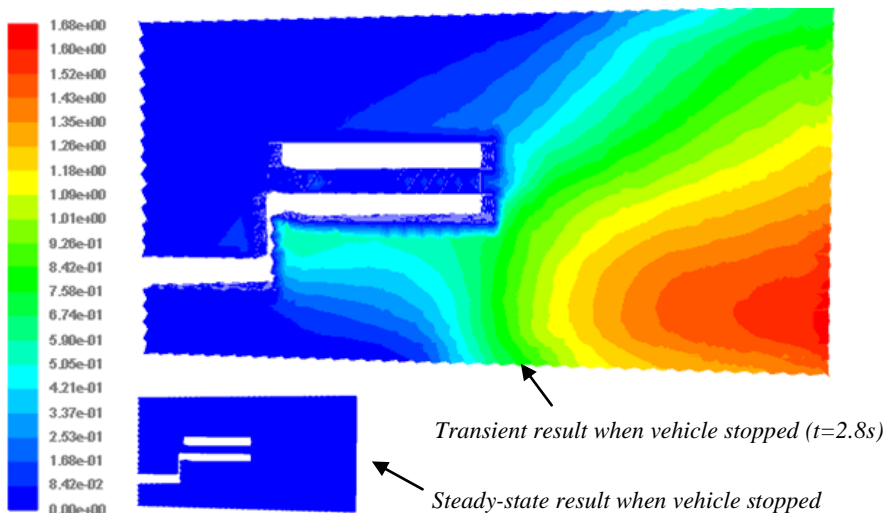 1.68e+00
1.60e+00
1.52e+00
1.43e+00
1.35e+00
1.26e+00
1.18e+00
1.09e+00
1.01e+00
9.26e-01
8.42e-01
7.58e-01
6.74e-01
5.90e-01
5.05e-01
4.21e-01
3.37e-01
2.53e-01
1.68e-01
8.42e-02
0.00e+00
Transient result when vehicle stopped (t=2.8s)
Steady-state result when vehicle stopped